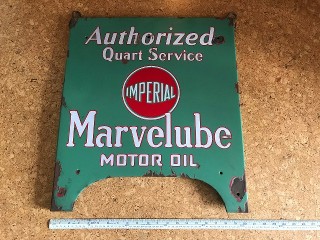 Authorized
Quart Service
IMPERIAL
Marvelube
MOTOR OIL